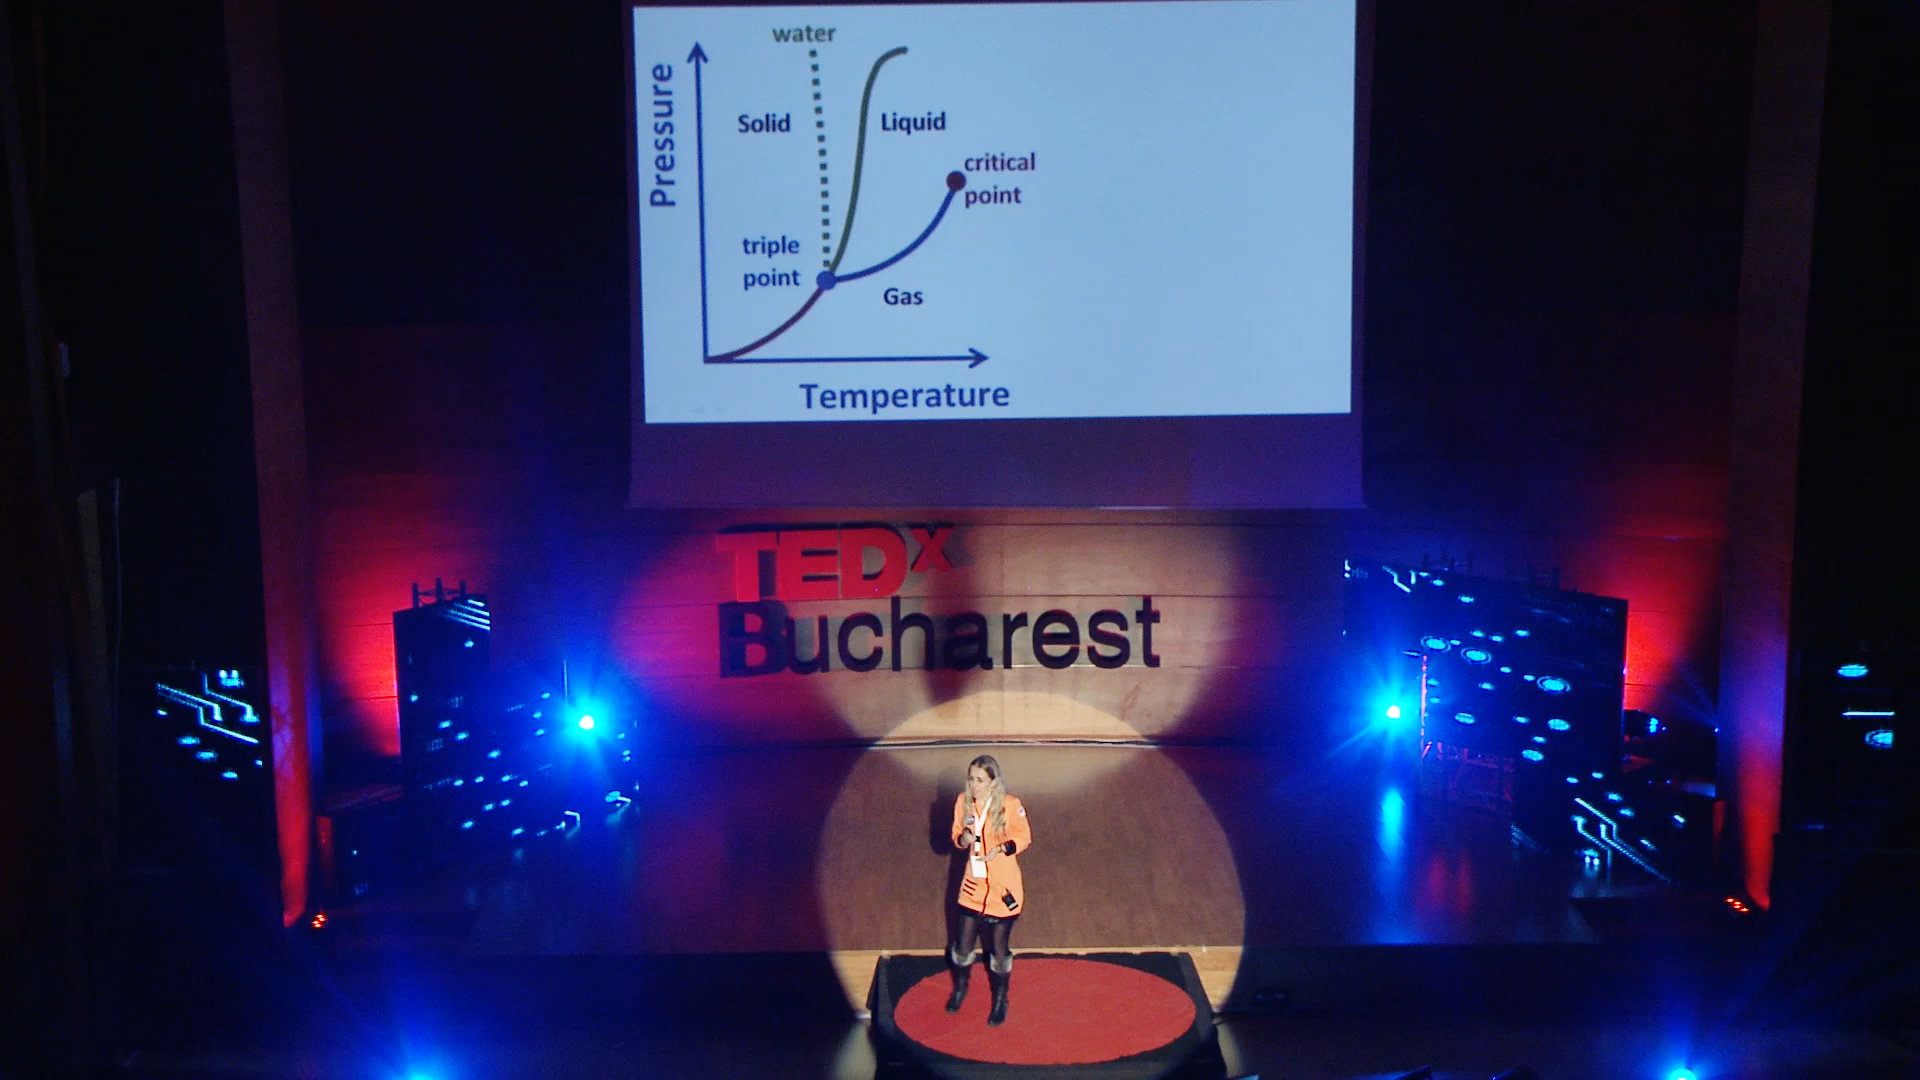 water
Pressure
Solid
Liquid
critical
point
triple
point
Gas
Temperature
TEDx
Bucharest